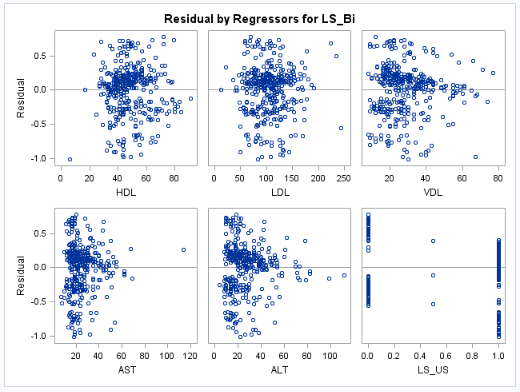 Residual by Regressors for LS_Bi
Residual
0.5
0.0
-0.5
-1.0
0 20 40 60 80
HDL
0 50 100 150 200 250
LDL
20 40 60 80
VDL
Residual
0.5
0.0
-0.5
-1.0
20 40 60 80 100 120
AST
0 20 40 60 80 100
ALT
0.0 0.2 0.4 0.6 0.8 1.0
LS_US